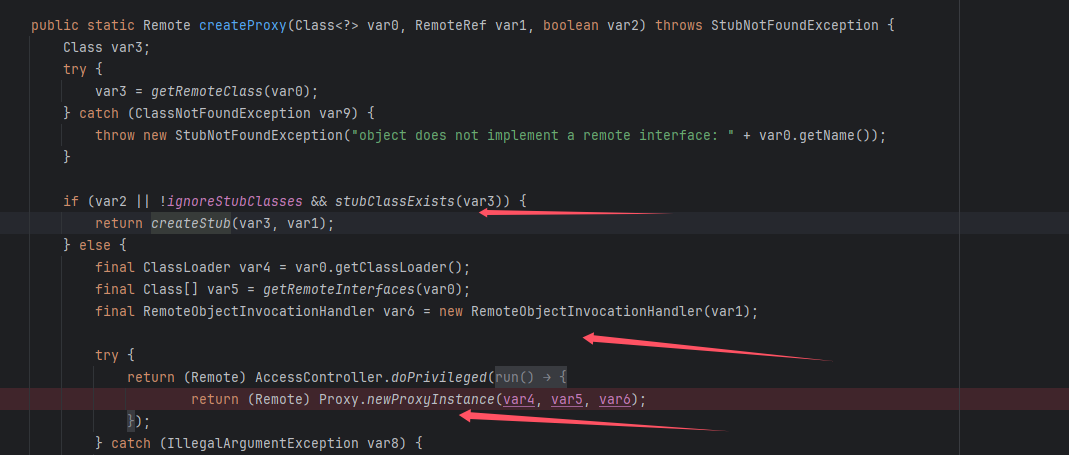 public static Remote createProxy(Class<?> var0, RemoteRef var1, boolean var2) throws StubNotFoundException {
Class var3;
try {
var3 = getRemoteClass(var0);
} catch (ClassNotFoundException var9) {
throw new StubNotFoundException("object does not implement a remote interface: " + var0.getName());
}
if (var2 || !ignoreStubClasses && stubClassExists(var3)) {
return createStub(var3, var1);
} else {
final ClassLoader var4 = var0.getClassLoader();
final Class[] var5 = getRemoteInterfaces(var0);
final RemoteObjectInvocationHandler var6 = new RemoteObjectInvocationHandler(var1);
try {
return (Remote) AccessController.doPrivileged(run() → {
return (Remote) Proxy.newProxyInstance(var4, var5, var6);
});
} catch (IllegalArgumentException var8) {